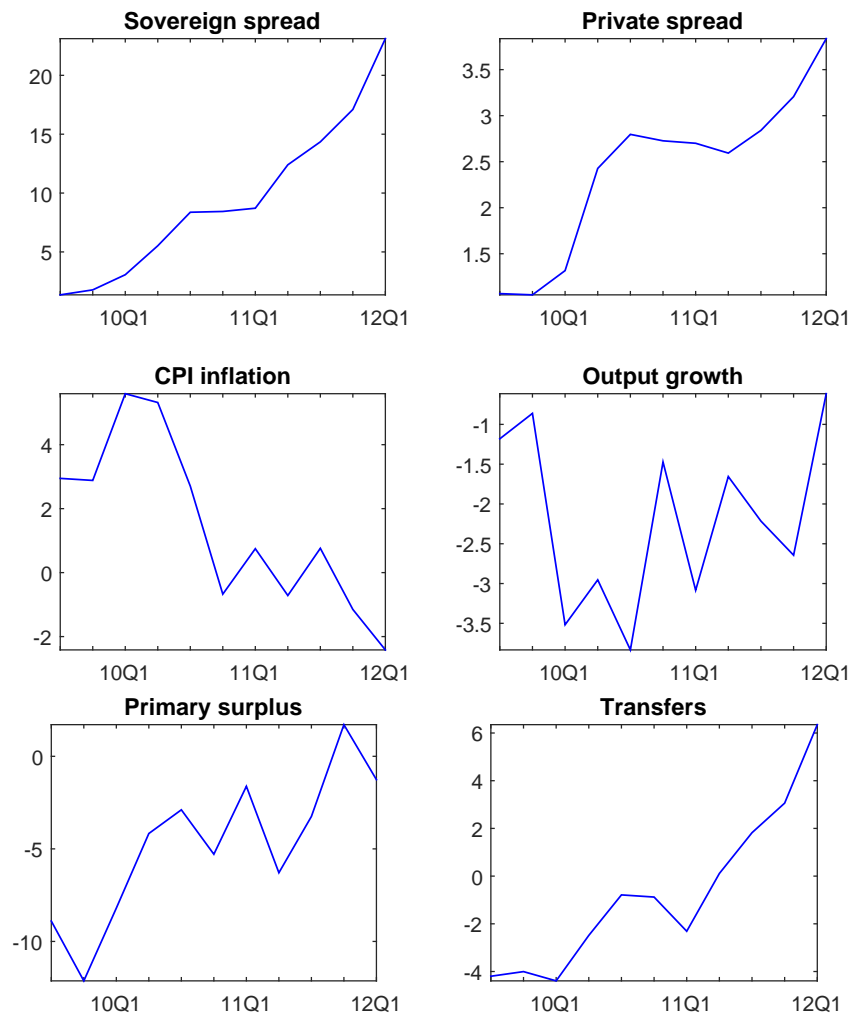 Sovereign spread
20
15
10
5
10Q1 11Q1 12Q1
Private spread
3.5
3
2.5
2
1.5
10Q1 11Q1 12Q1
CPI inflation
4
2
0
-2
10Q1 11Q1 12Q1
Output growth
-1
-1.5
-2
-2.5
-3
-3.5
10Q1 11Q1 12Q1
Primary surplus
0
-5
-10
10Q1 11Q1 12Q1
Transfers
6
4
2
0
-2
-4
10Q1 11Q1 12Q1